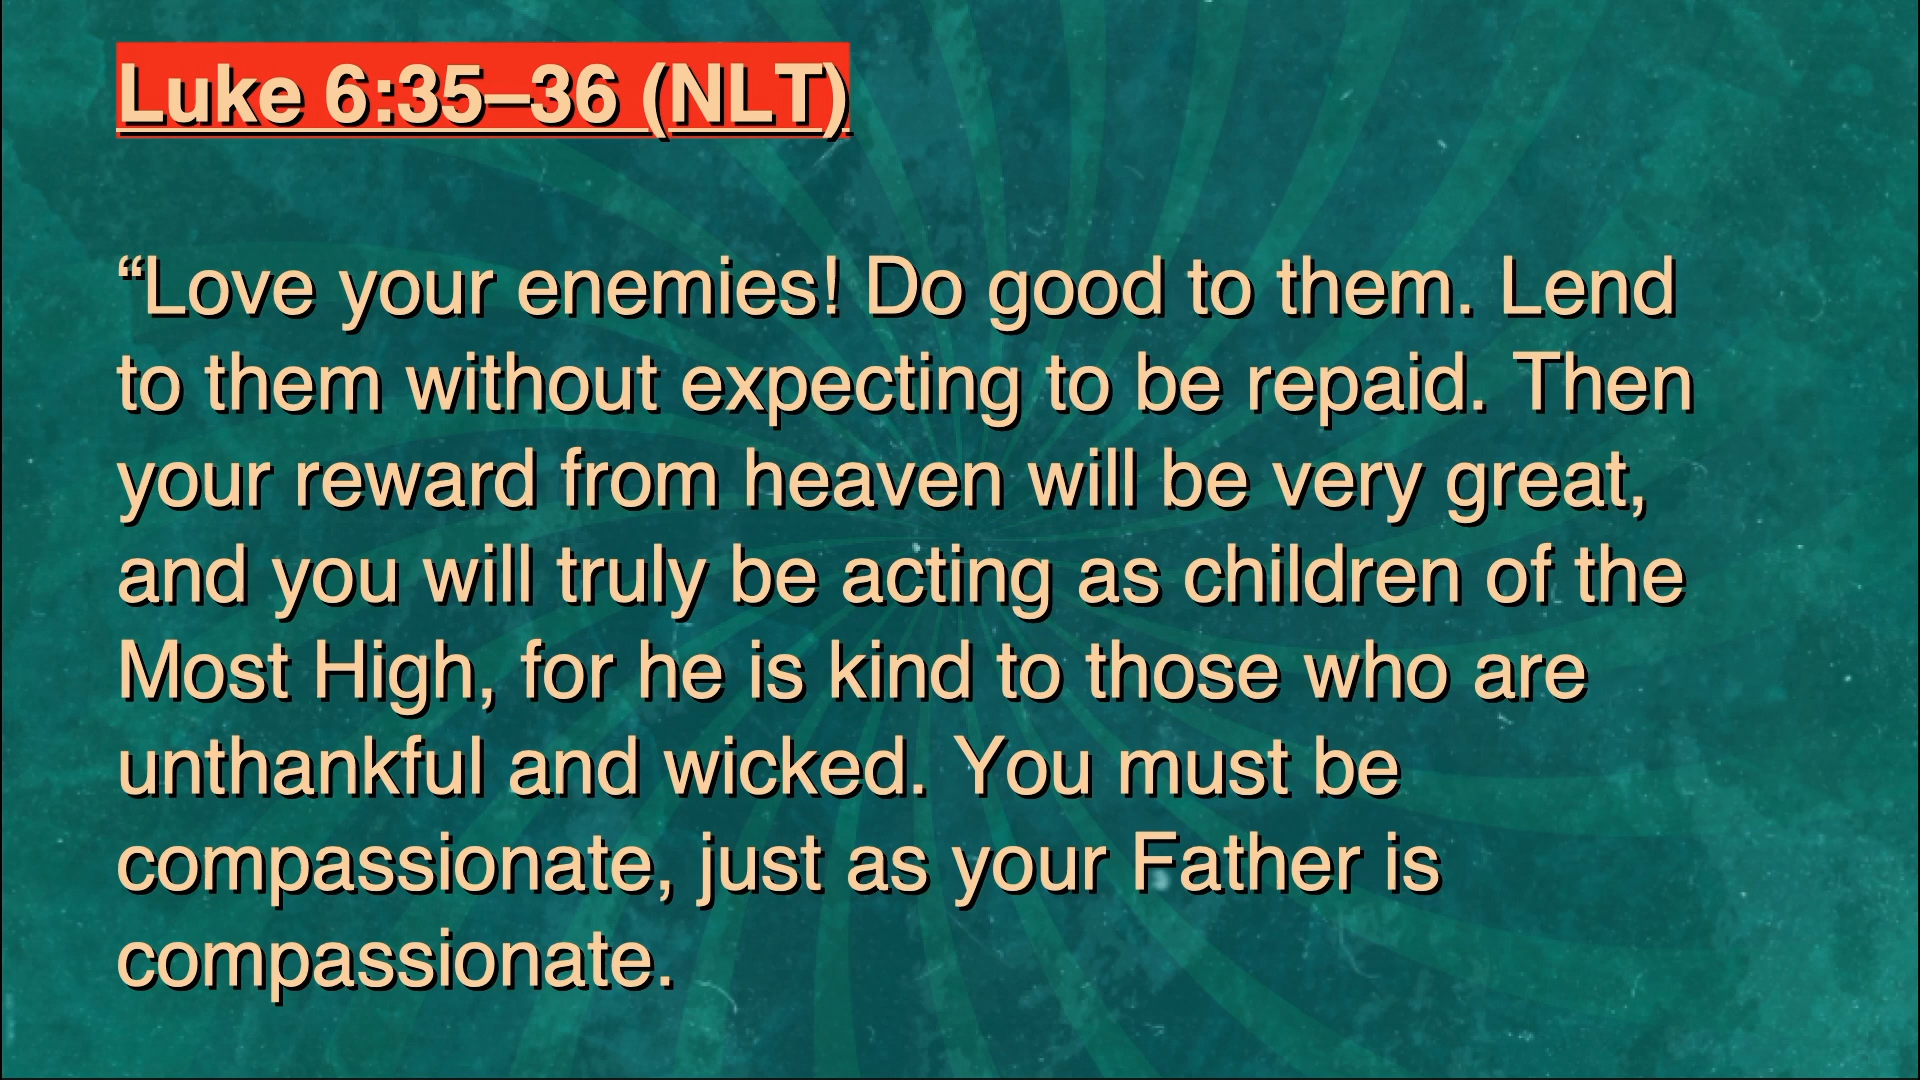 Luke 6:35–36 (NLT)
“Love your enemies! Do good to them. Lend
to them without expecting to be repaid. Then
your reward from heaven will be very great,
and you will truly be acting as children of the
Most High, for he is kind to those who are
unthankful and wicked. You must be
compassionate, just as your Father is
compassionate.